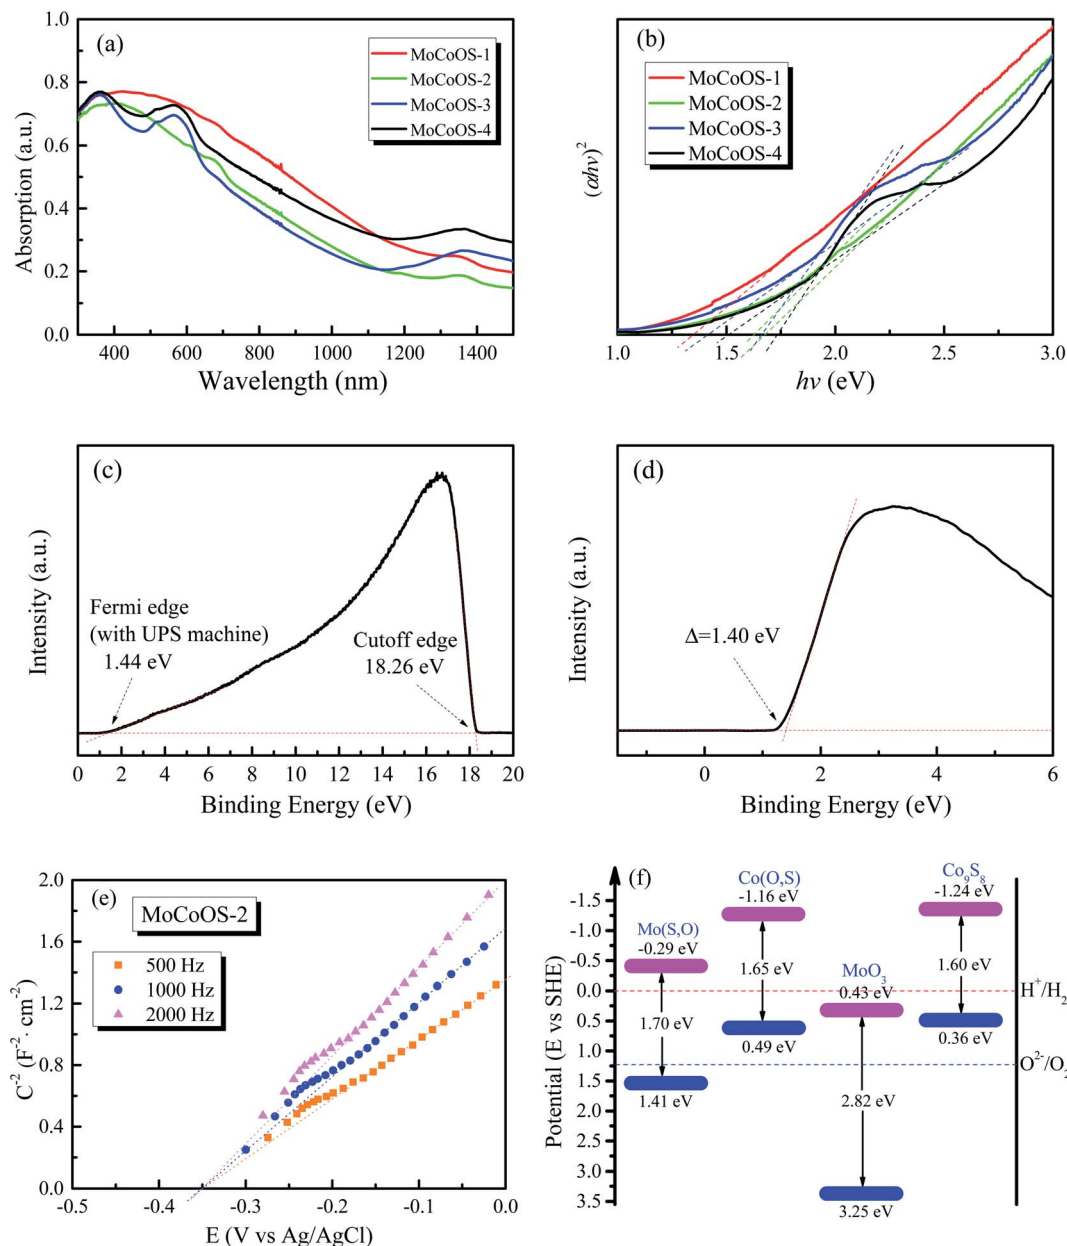 (a)
MoCoOS-1
MoCoOS-2
MoCoOS-3
MoCoOS-4
Absorption (a.u.)
1.0
0.8
0.6
0.4
0.2
0.0
400 600 800 1000 1200 1400
Wavelength (nm)
(b)
MoCoOS-1
MoCoOS-2
MoCoOS-3
MoCoOS-4
(αhν)²
1.0 1.5 2.0 2.5 3.0
hν (eV)
(c)
Intensity (a.u.)
Fermi edge
(with UPS machine)
1.44 eV
Cutoff edge
18.26 eV
0 2 4 6 8 10 12 14 16 18 20
Binding Energy (eV)
(d)
Intensity (a.u.)
Δ=1.40 eV
0 2 4 6
Binding Energy (eV)
(e)
MoCoOS-2
500 Hz
1000 Hz
2000 Hz
C⁻² (F⁻² · cm⁻²)
2.0
1.6
1.2
0.8
0.4
0.0
-0.5 -0.4 -0.3 -0.2 -0.1 0.0
E (V vs Ag/AgCl)
(f)
Potential (E vs SHE)
-1.5
-1.0
-0.5
0.0
0.5
1.0
1.5
2.0
2.5
3.0
3.5
Mo(S,O)
-0.29 eV
1.70 eV
1.41 eV
Co(O,S)
-1.16 eV
1.65 eV
0.49 eV
MoO₃
0.43 eV
2.82 eV
3.25 eV
Co₉S₈
-1.24 eV
1.60 eV
0.36 eV
H⁺/H₂
O²⁻/O₂